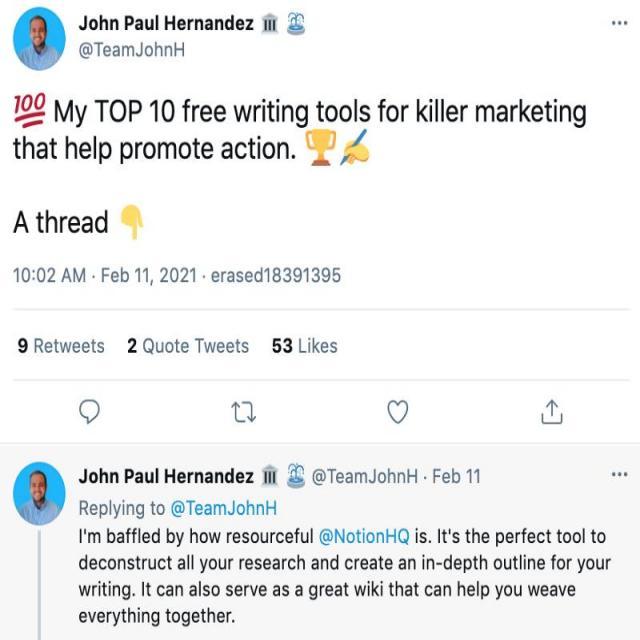 John Paul Hernandez 🏛️ ⛲
@TeamJohnH
💯 My TOP 10 free writing tools for killer marketing
that help promote action. 🏆✍️
A thread 👇
10:02 AM · Feb 11, 2021 · erased18391395
9 Retweets 2 Quote Tweets 53 Likes
John Paul Hernandez 🏛️ ⛲ @TeamJohnH · Feb 11
Replying to @TeamJohnH
I'm baffled by how resourceful @NotionHQ is. It's the perfect tool to
deconstruct all your research and create an in-depth outline for your
writing. It can also serve as a great wiki that can help you weave
everything together.